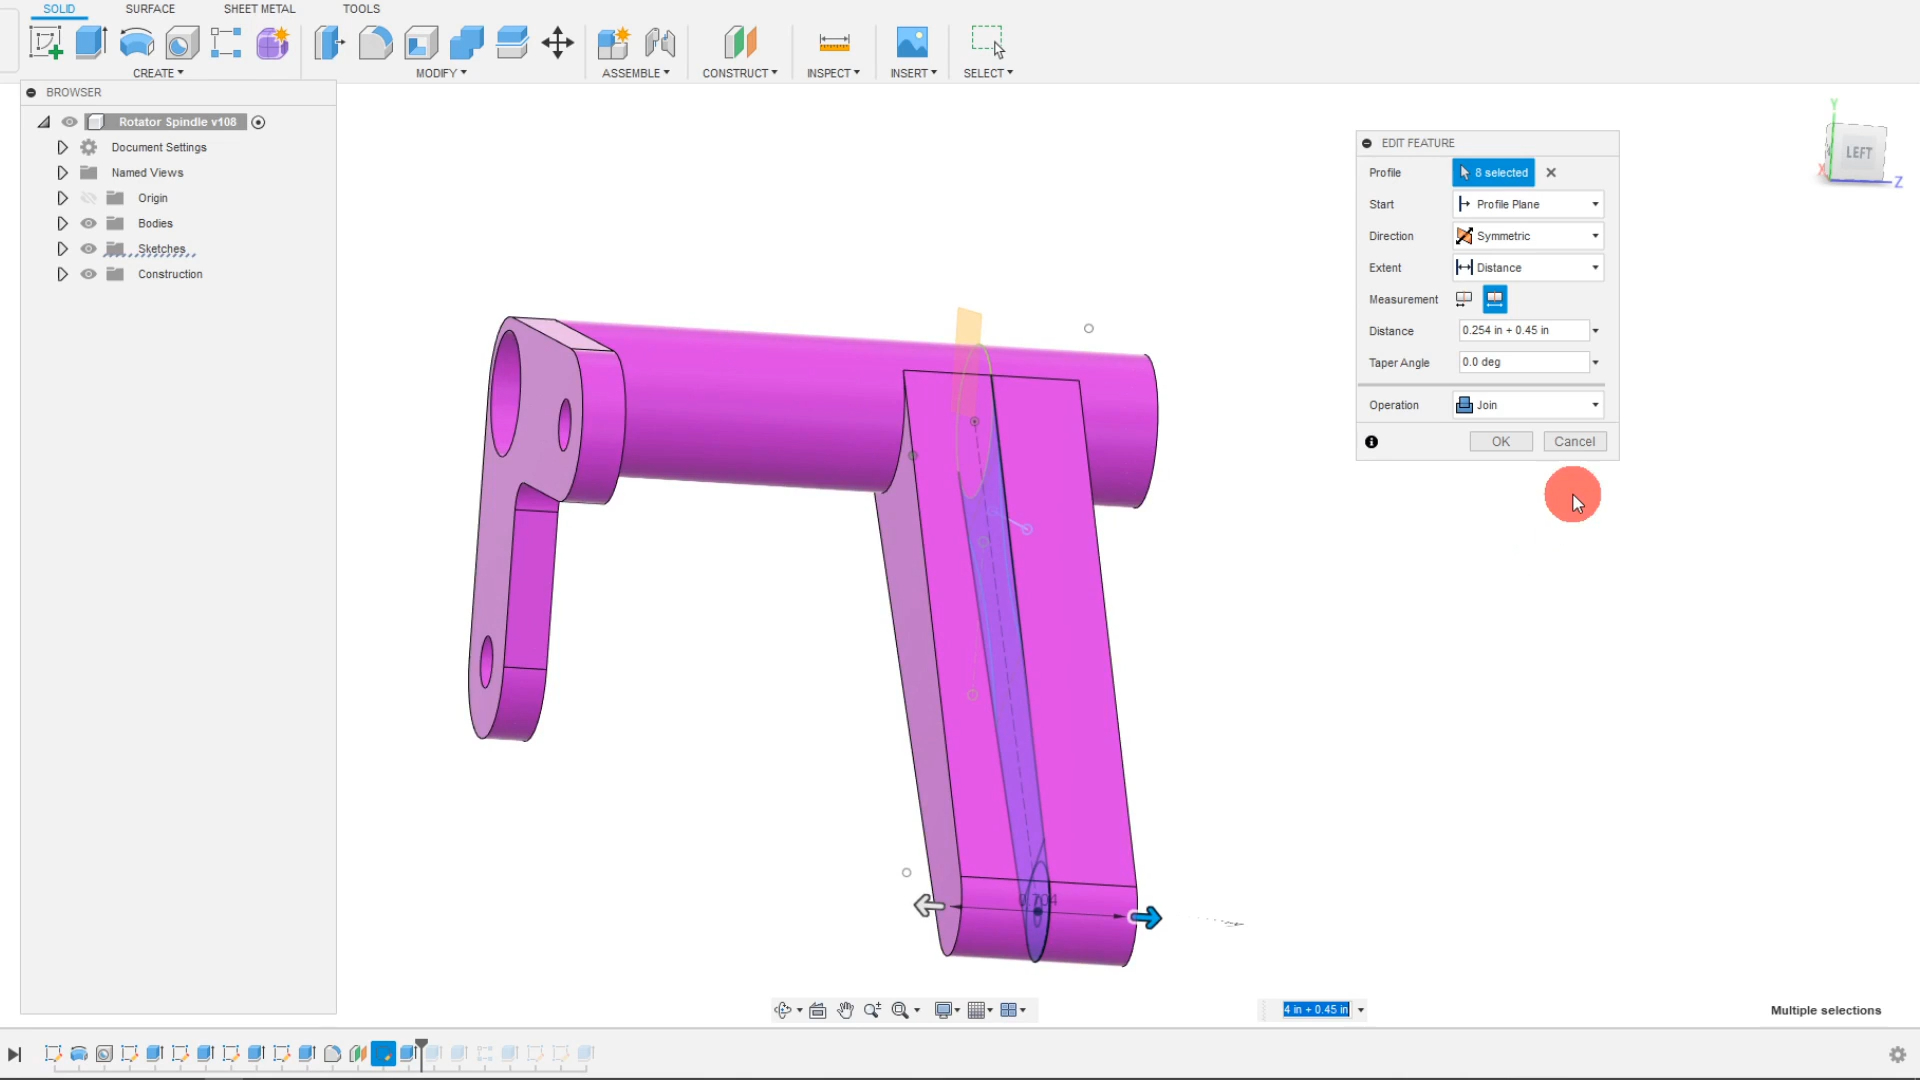 SOLID SURFACE SHEET METAL TOOLS
CREATE MODIFY ASSEMBLE CONSTRUCT INSPECT INSERT SELECT
BROWSER
Rotator Spindle v108
Document Settings
Named Views
Origin
Bodies
Sketches
Construction
Y
LEFT
X
Z
EDIT FEATURE
Profile 8 selected
Start Profile Plane
Direction Symmetric
Extent Distance
Measurement
Distance 0.254 in + 0.45 in
Taper Angle 0.0 deg
Operation Join
OK Cancel
0.704
4 in + 0.45 in
Multiple selections